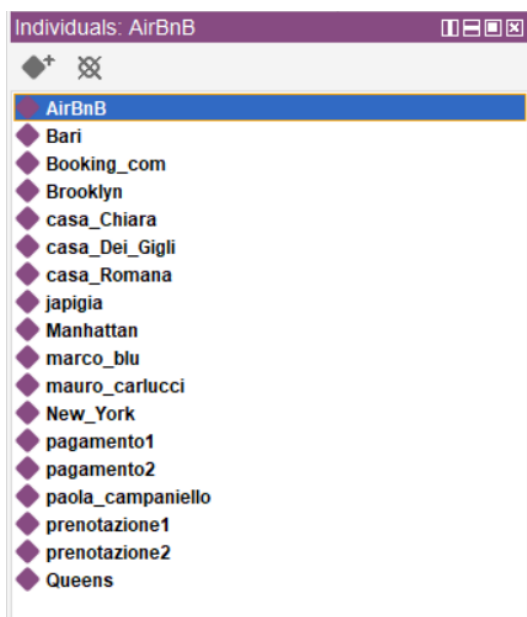 Individuals: AirBnB
AirBnB
Bari
Booking_com
Brooklyn
casa_Chiara
casa_Dei_Gigli
casa_Romana
japigia
Manhattan
marco_blu
mauro_carlucci
New_York
pagamento1
pagamento2
paola_campaniello
prenotazione1
prenotazione2
Queens